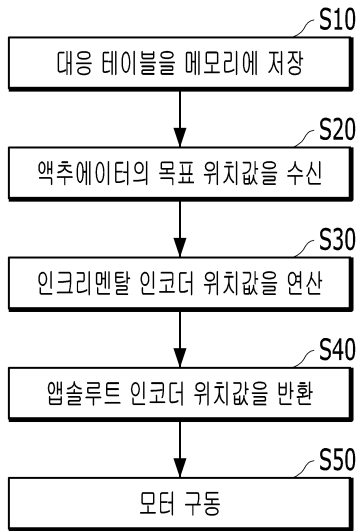 S10
대응 테이블을 메모리에 저장
S20
액추에이터의 목표 위치값을 수신
S30
인크리멘탈 인코더 위치값을 연산
S40
앱솔루트 인코더 위치값을 반환
S50
모터 구동